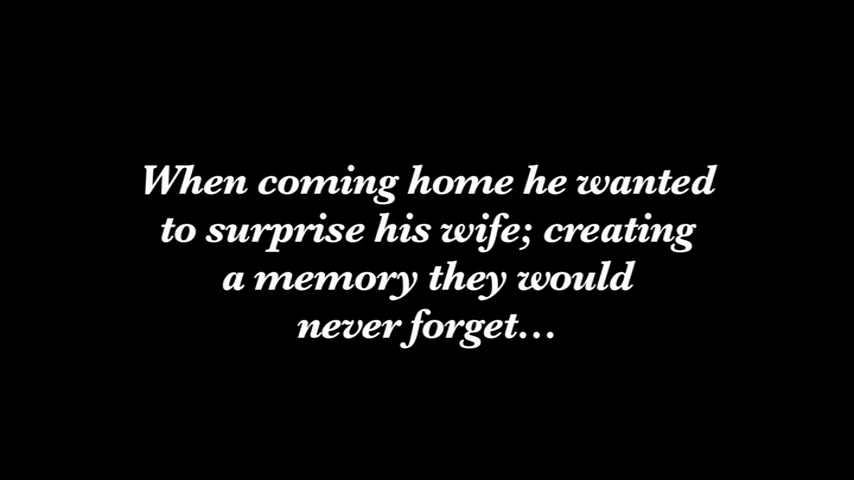 When coming home he wanted
to surprise his wife; creating
a memory they would
never forget...